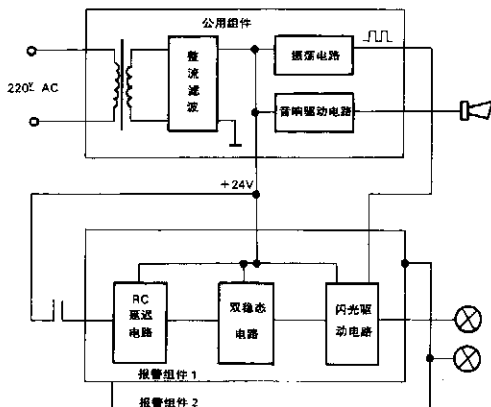 公用组件
整
流
滤
波
振荡电路
音响驱动电路
220V AC
+24V
RC
延迟
电路
双稳态
电路
闪光驱
动电路
报警组件 1
报警组件 2